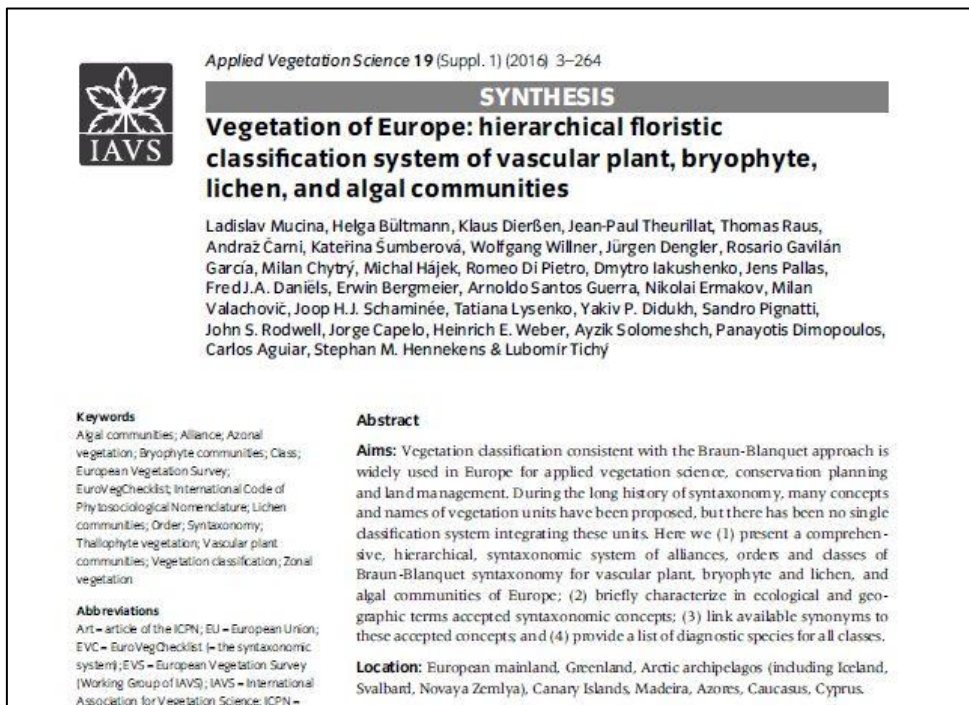 Applied Vegetation Science 19 (Suppl. 1) (2016) 3–264
IAVS
SYNTHESIS
Vegetation of Europe: hierarchical floristic
classification system of vascular plant, bryophyte,
lichen, and algal communities
Ladislav Mucina, Helga Bültmann, Klaus Dierßen, Jean-Paul Theurillat, Thomas Raus,
Andraž Čarni, Kateřina Šumberová, Wolfgang Willner, Jürgen Dengler, Rosario Gavilán
García, Milan Chytrý, Michal Hájek, Romeo Di Pietro, Dmytro Iakushenko, Jens Pallas,
Fred J.A. Daniëls, Erwin Bergmeier, Arnoldo Santos Guerra, Nikolai Ermakov, Milan
Valachovič, Joop H.J. Schaminée, Tatiana Lysenko, Yakiv P. Didukh, Sandro Pignatti,
John S. Rodwell, Jorge Capelo, Heinrich E. Weber, Ayzik Solomeshch, Panayotis Dimopoulos,
Carlos Aguiar, Stephan M. Hennekens & Lubomír Tichý
Keywords
Algal communities; Alliance; Azonal
vegetation; Bryophyte communities; Class;
European Vegetation Survey;
EuroVegChecklist; International Code of
Phytosociological Nomenclature; Lichen
communities; Order; Syntaxonomy;
Thallophyte vegetation; Vascular plant
communities; Vegetation classification; Zonal
vegetation
Abbreviations
Art = article of the ICPN; EU = European Union;
EVC = EuroVegChecklist (= the syntaxonomic
system); EVS = European Vegetation Survey
(Working Group of IAVS); IAVS = International
Association for Vegetation Science; ICPN =
Abstract
Aims: Vegetation classification consistent with the Braun-Blanquet approach is
widely used in Europe for applied vegetation science, conservation planning
and land management. During the long history of syntaxonomy, many concepts
and names of vegetation units have been proposed, but there has been no single
classification system integrating these units. Here we (1) present a comprehen-
sive, hierarchical, syntaxonomic system of alliances, orders and classes of
Braun-Blanquet syntaxonomy for vascular plant, bryophyte and lichen, and
algal communities of Europe; (2) briefly characterize in ecological and geo-
graphic terms accepted syntaxonomic concepts; (3) link available synonyms to
these accepted concepts; and (4) provide a list of diagnostic species for all classes.
Location: European mainland, Greenland, Arctic archipelagos (including Iceland,
Svalbard, Novaya Zemlya), Canary Islands, Madeira, Azores, Caucasus, Cyprus.